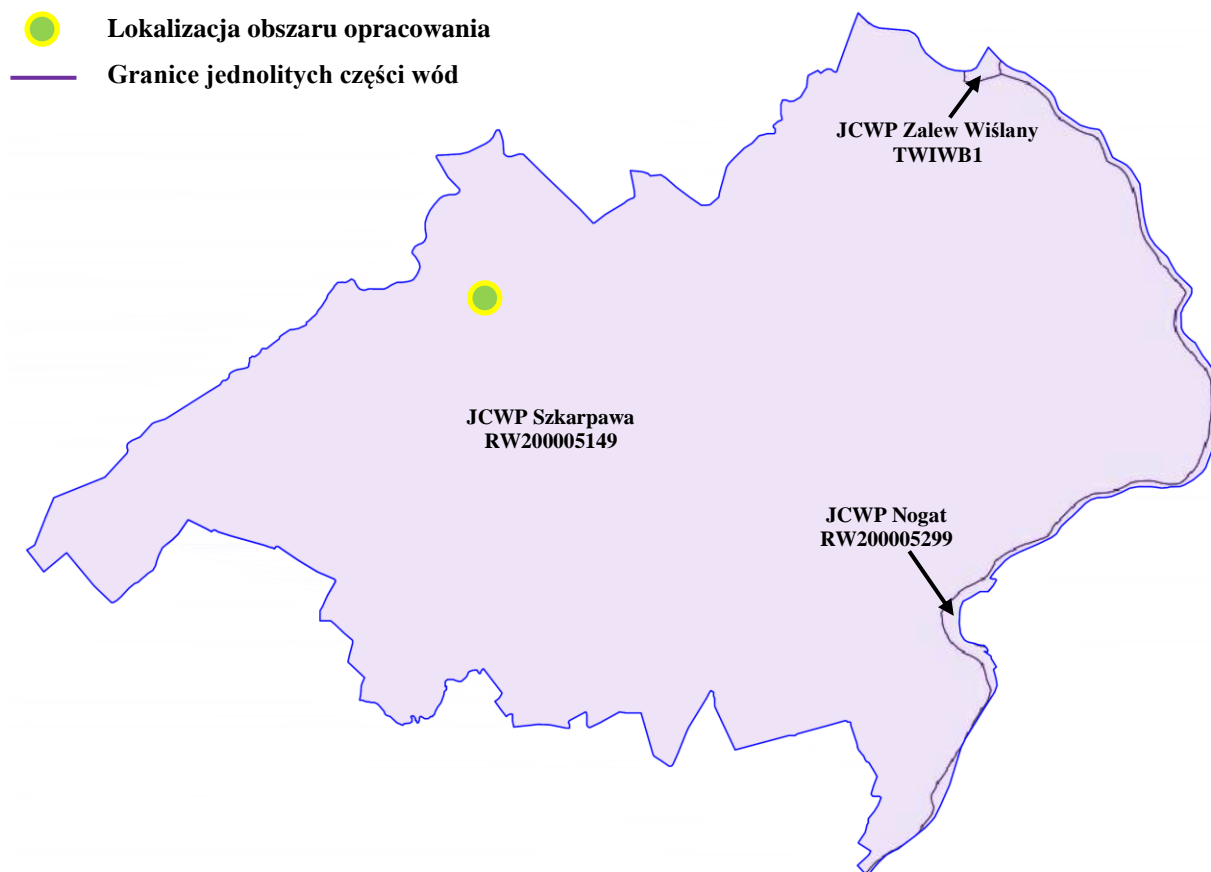 Lokalizacja obszaru opracowania
Granice jednolitych części wód
JCWP Zalew Wiślany
TWIWB1
JCWP Szkarpawa
RW200005149
JCWP Nogat
RW200005299